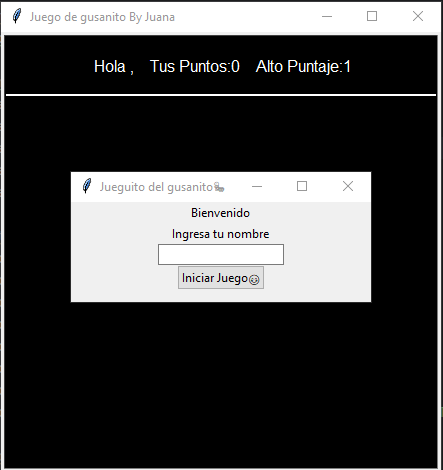 Juego de gusanito By Juana
Hola , Tus Puntos:0 Alto Puntaje:1
Jueguito del gusanito🐛
Bienvenido
Ingresa tu nombre
Iniciar Juego😀